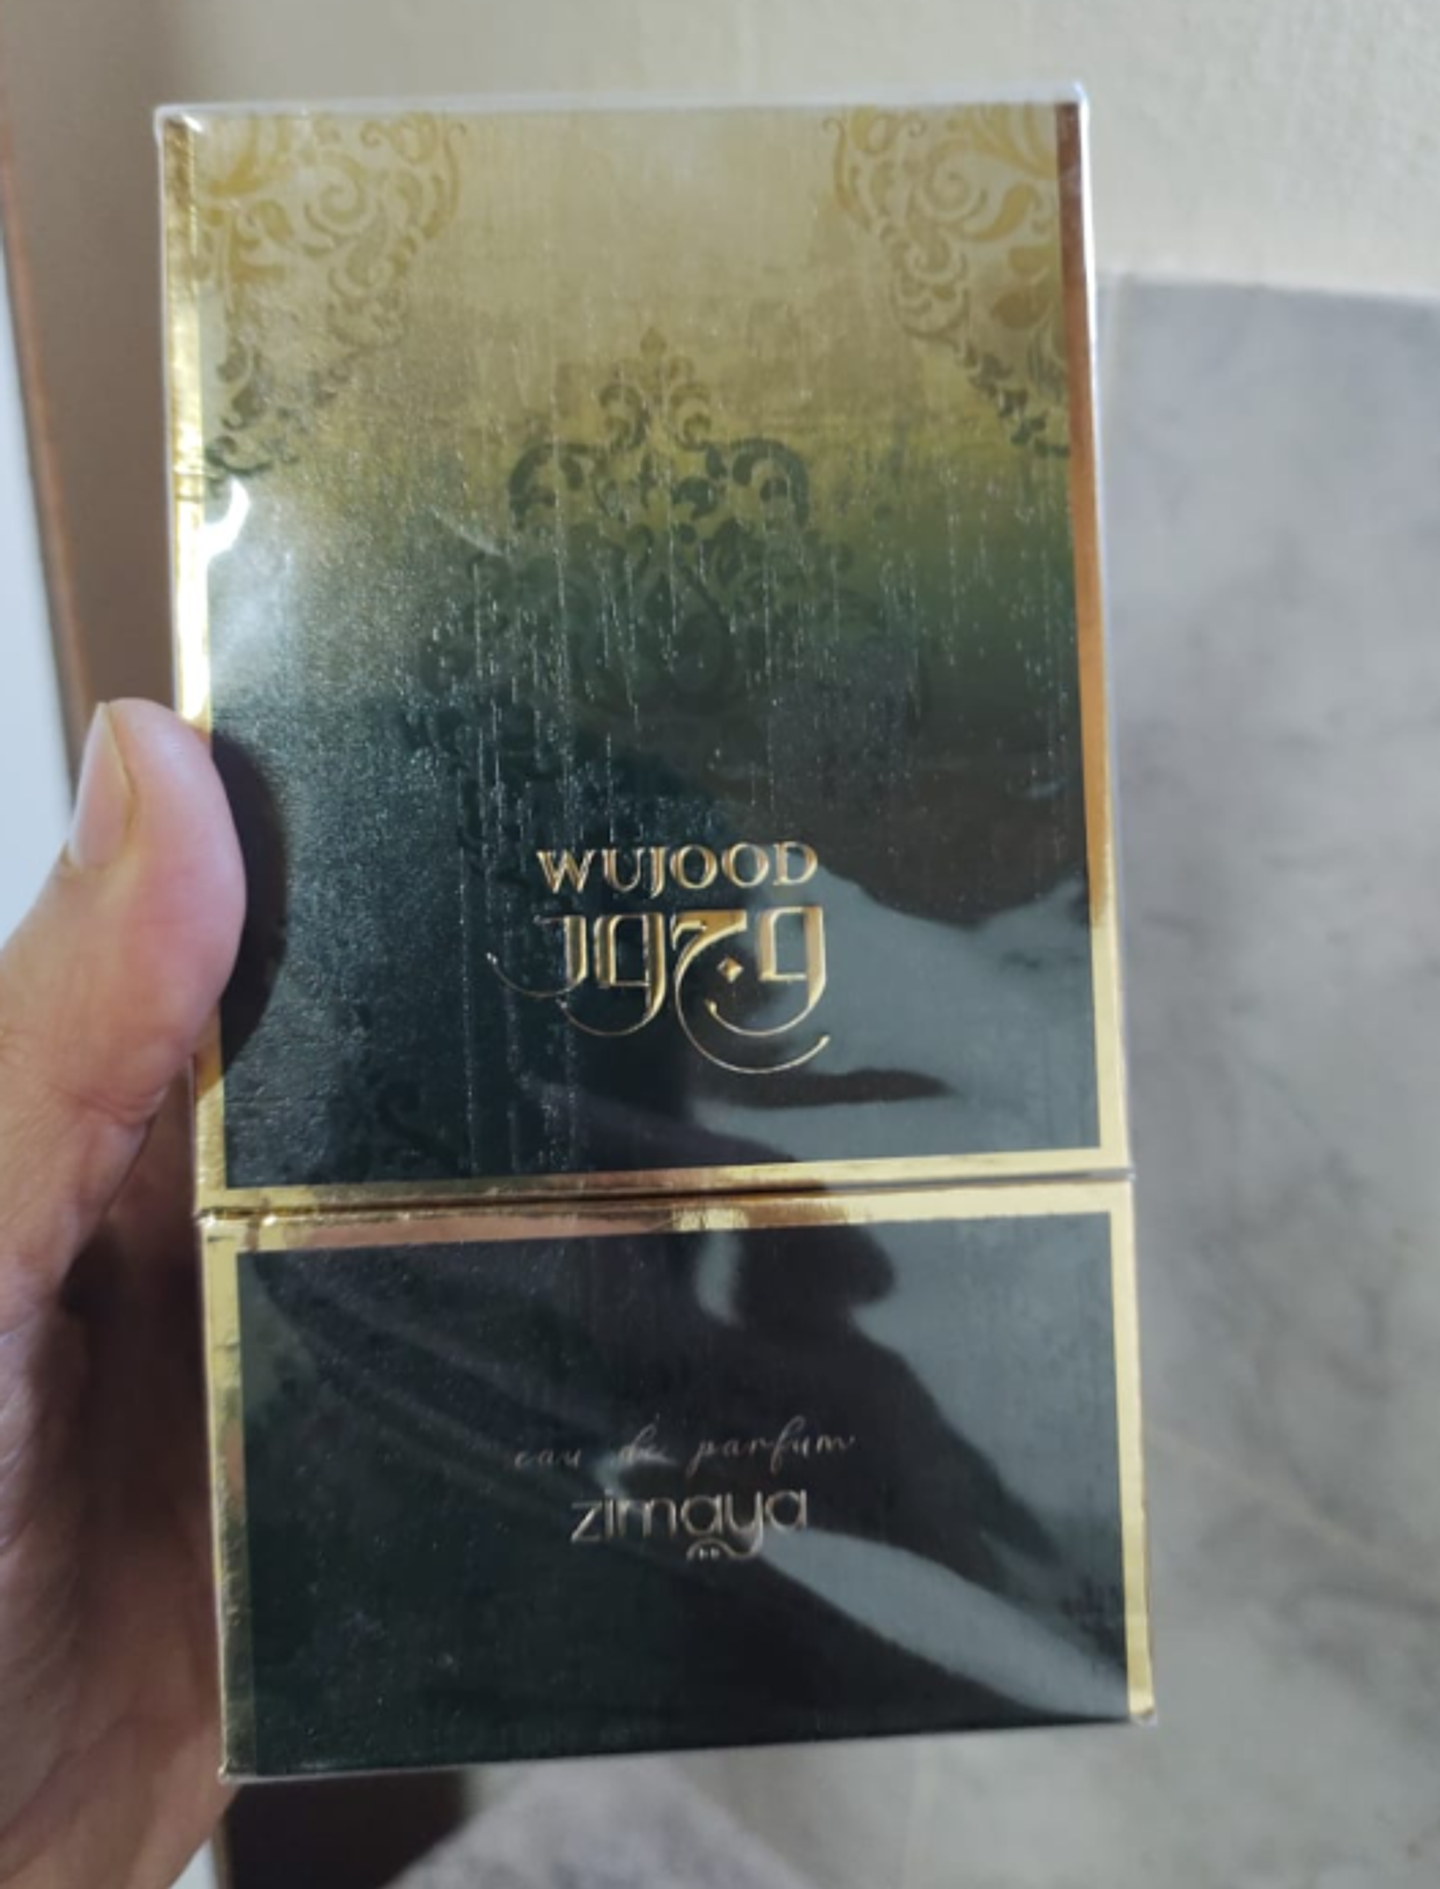 WUJOOD
وجود
eau de parfum
zimaya